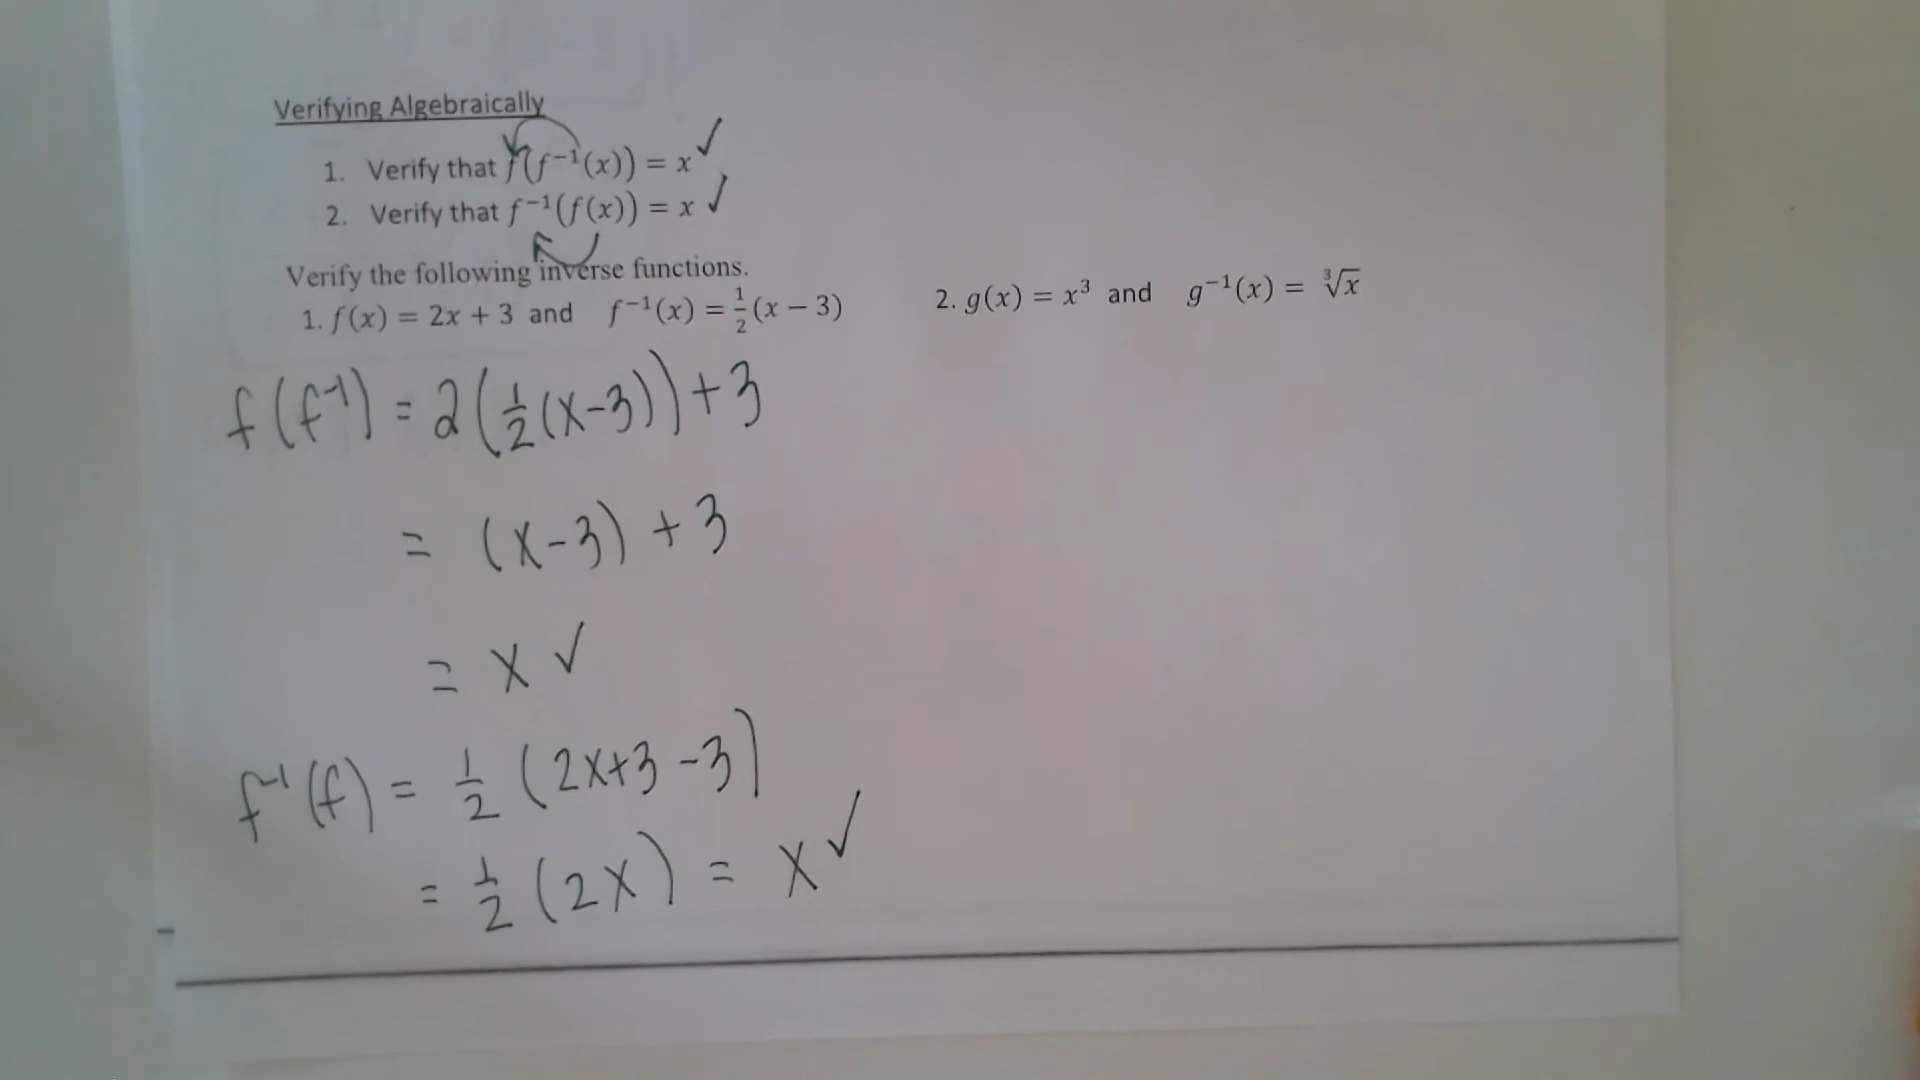 Verifying Algebraically
1. Verify that f(f⁻¹(x)) = x ✓
2. Verify that f⁻¹(f(x)) = x ✓
Verify the following inverse functions.
1. f(x) = 2x + 3 and f⁻¹(x) = ½(x − 3)
2. g(x) = x³ and g⁻¹(x) = ∛x
f(f⁻¹) = 2(½(x-3))+3
= (x-3) + 3
= x ✓
f⁻¹(f) = ½ (2x+3-3)
= ½ (2x) = x ✓